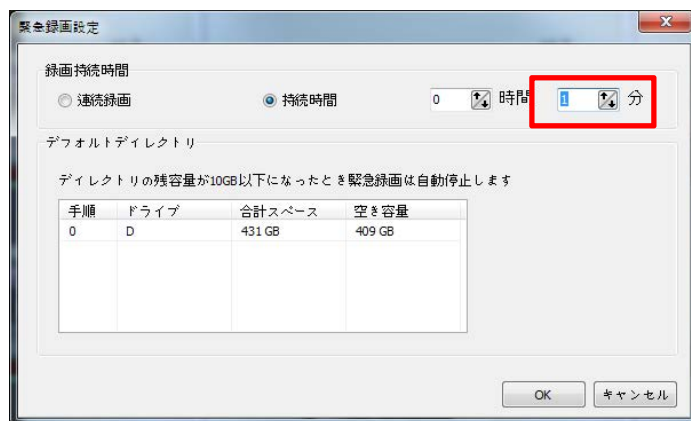 緊急録画設定
録画持続時間
連続録画 持続時間 0 時間 1 分
デフォルトディレクトリ
ディレクトリの残容量が10GB以下になったとき緊急録画は自動停止します
手順 ドライブ 合計スペース 空き容量
0 D 431 GB 409 GB
OK キャンセル